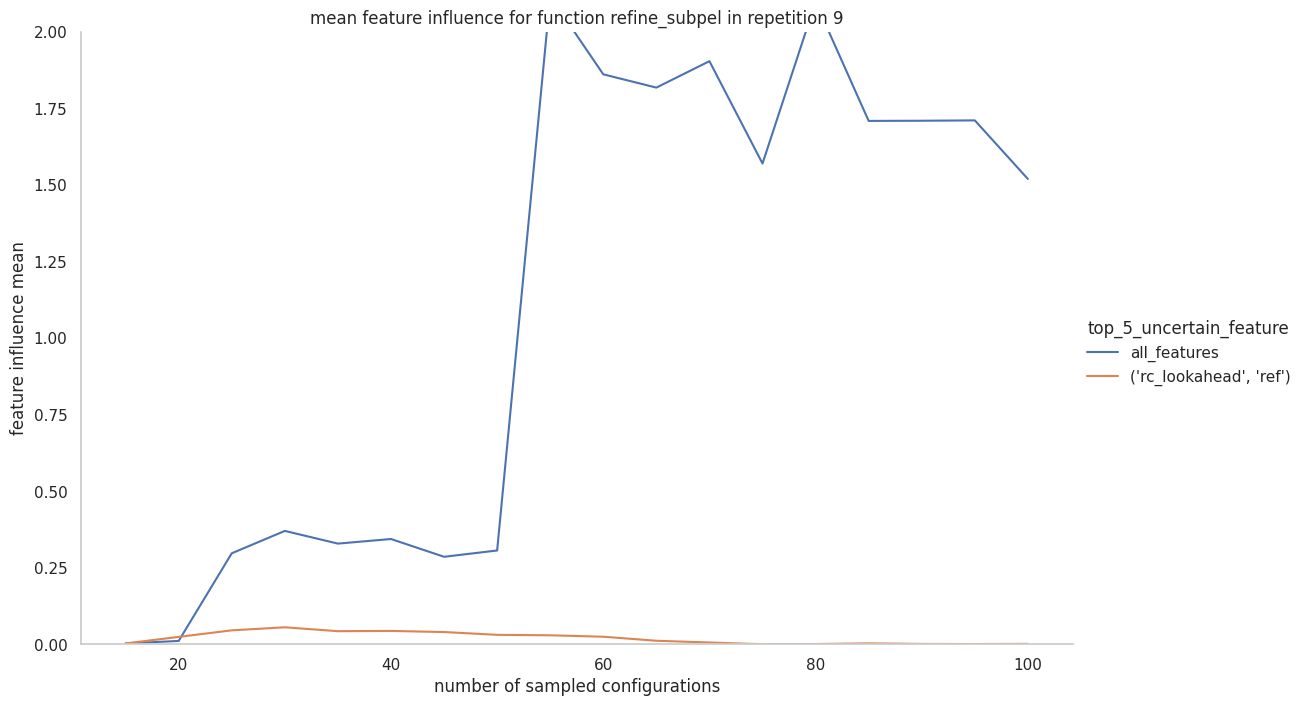 mean feature influence for function refine_subpel in repetition 9
2.00
1.75
1.50
1.25
1.00
0.75
0.50
0.25
0.00
feature influence mean
20
40
60
80
100
number of sampled configurations
top_5_uncertain_feature
all_features
('rc_lookahead', 'ref')